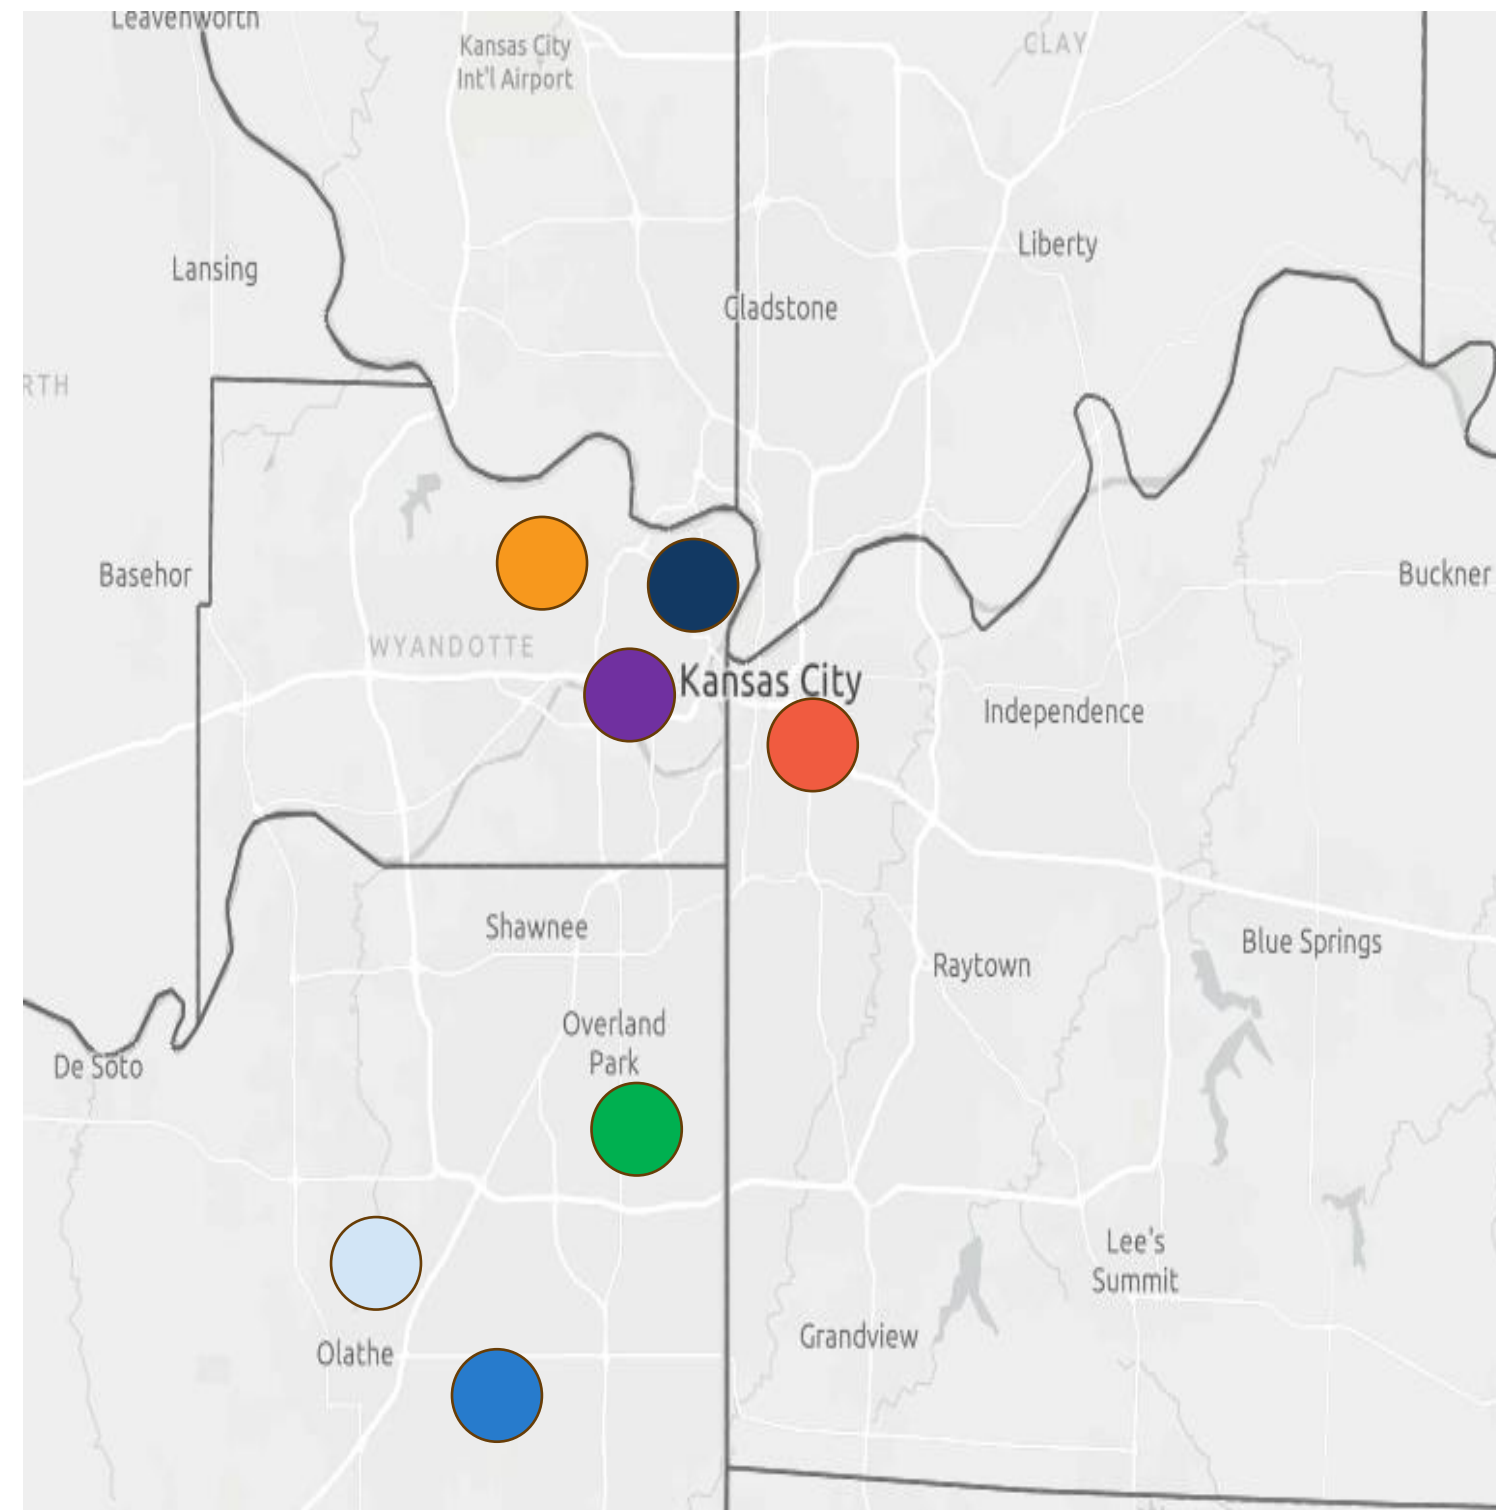 Leavenworth
Kansas City
Int'l Airport
CLAY
Liberty
Lansing
Gladstone
RTH
Basehor
Buckner
WYANDOTTE
Kansas City
Independence
Shawnee
Blue Springs
Raytown
Overland
Park
De Soto
Lee's
Summit
Grandview
Olathe